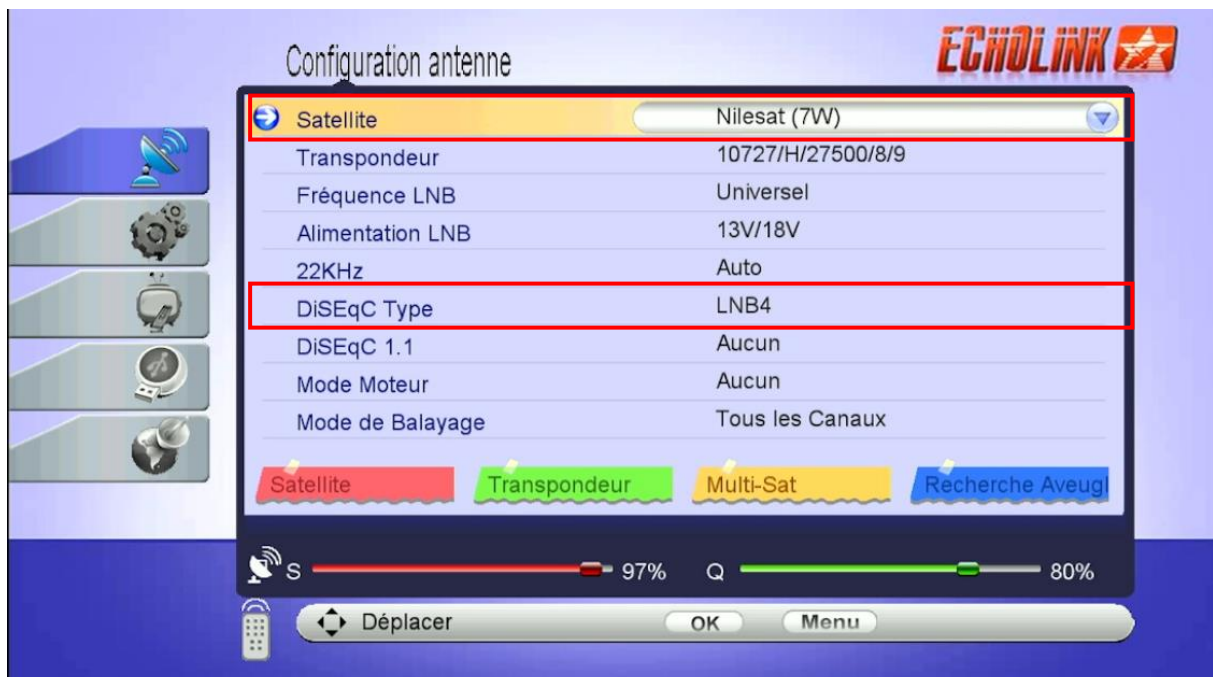 Configuration antenne
ECHOLINK
Satellite Nilesat (7W)
Transpondeur 10727/H/27500/8/9
Fréquence LNB Universel
Alimentation LNB 13V/18V
22KHz Auto
DiSEqC Type LNB4
DiSEqC 1.1 Aucun
Mode Moteur Aucun
Mode de Balayage Tous les Canaux
Satellite Transpondeur Multi-Sat Recherche Aveugl
S 97% Q 80%
Déplacer OK Menu